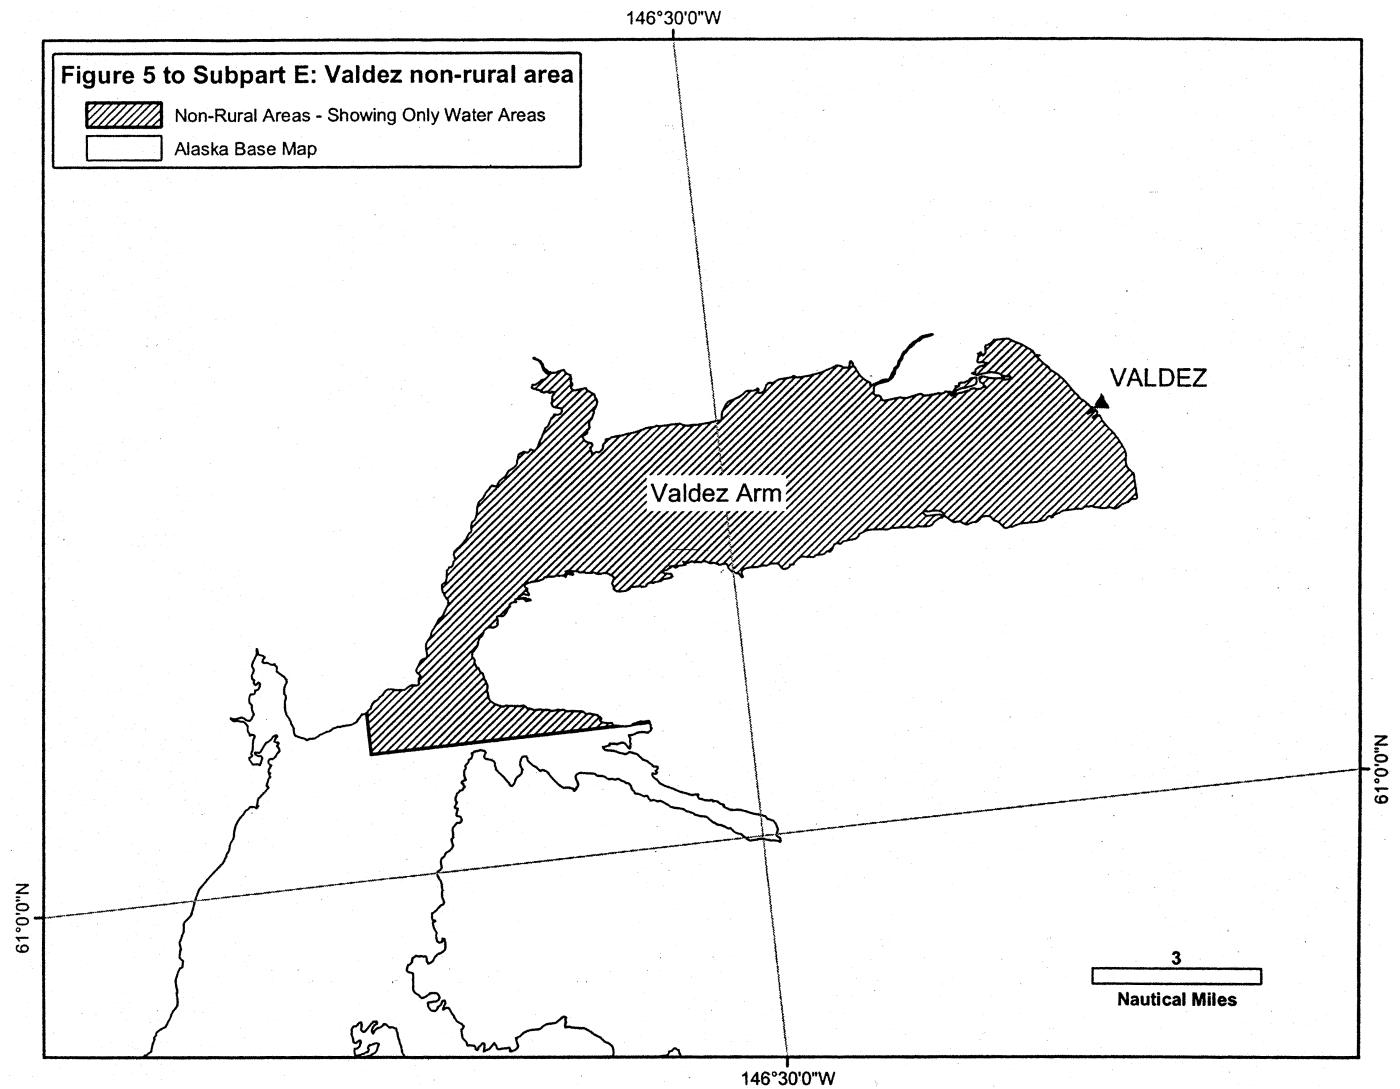 146°30'0"W
Figure 5 to Subpart E: Valdez non-rural area
Non-Rural Areas - Showing Only Water Areas
Alaska Base Map
VALDEZ
Valdez Arm
61°0'0"N
61°0'0"N
3
Nautical Miles
146°30'0"W